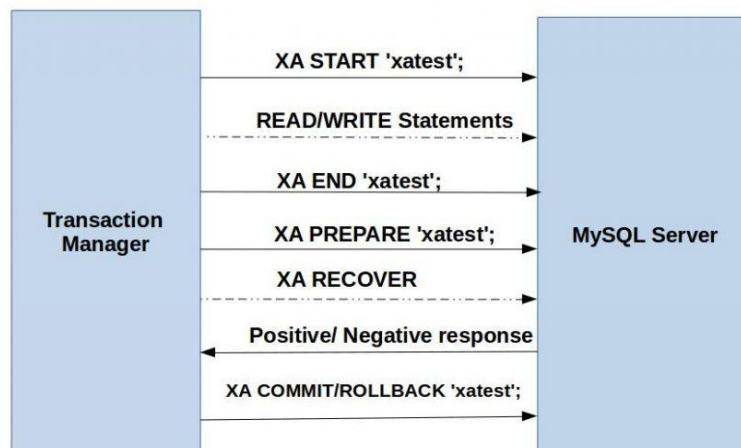 XA START 'xatest';
READ/WRITE Statements
XA END 'xatest';
Transaction
Manager
XA PREPARE 'xatest';
MySQL Server
XA RECOVER
Positive/ Negative response
XA COMMIT/ROLLBACK 'xatest';